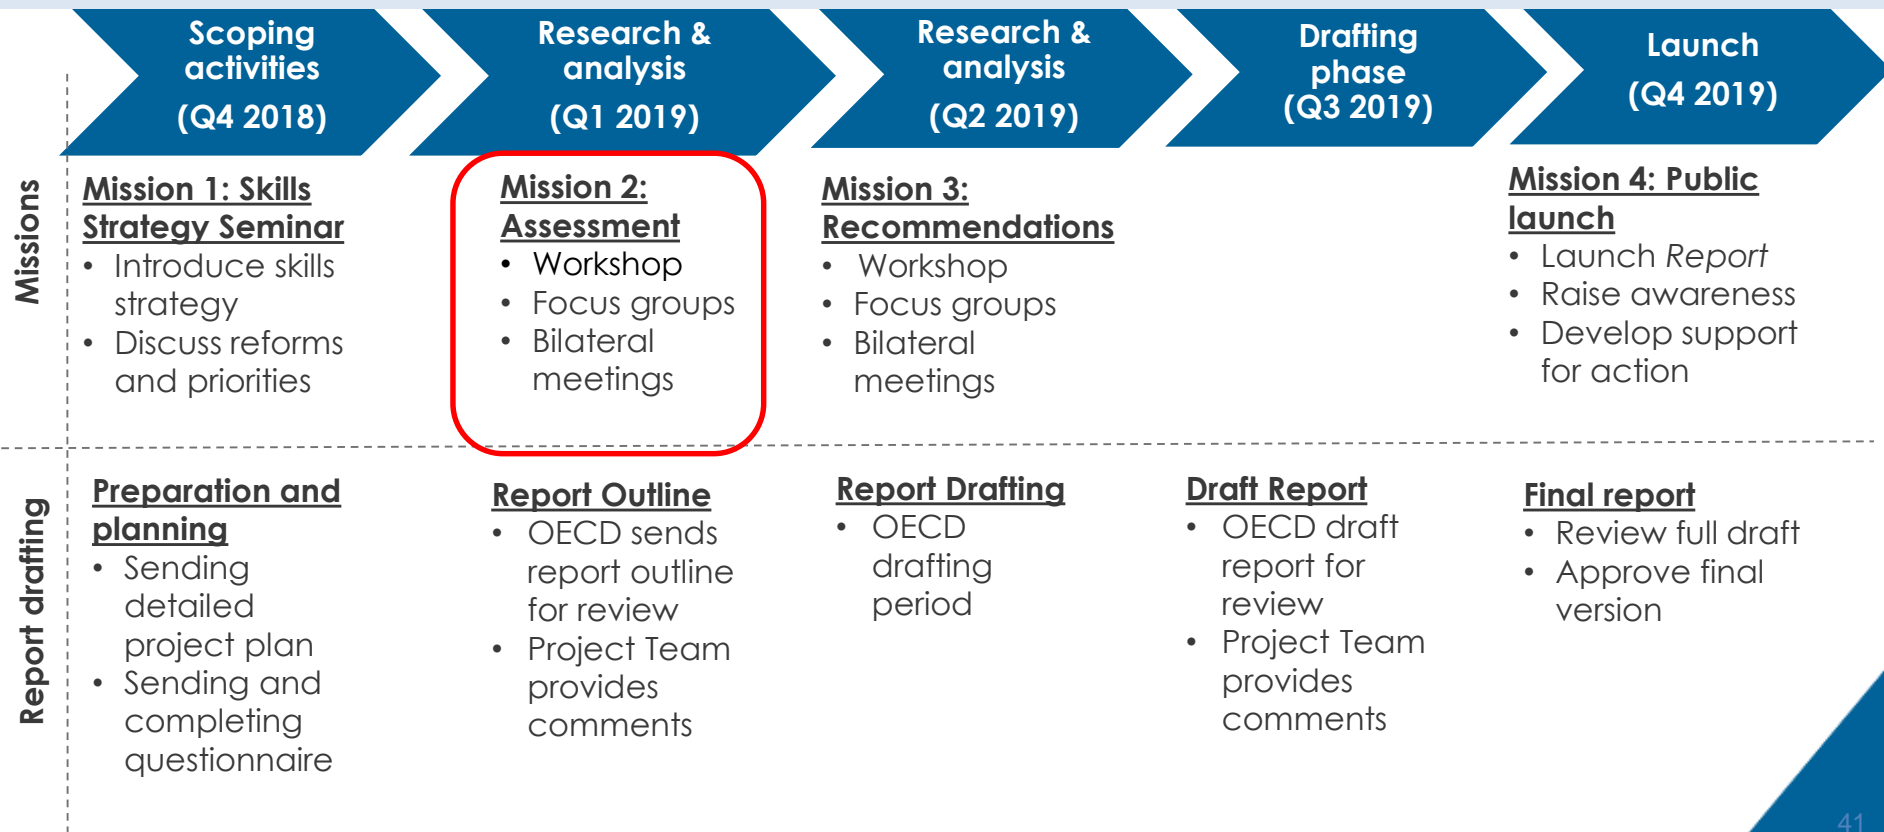 Scoping
activities
(Q4 2018)
Research &
analysis
(Q1 2019)
Research &
analysis
(Q2 2019)
Drafting
phase
(Q3 2019)
Launch
(Q4 2019)
Missions
Mission 1: Skills
Strategy Seminar
• Introduce skills
strategy
• Discuss reforms
and priorities
Mission 2:
Assessment
• Workshop
• Focus groups
• Bilateral
meetings
Mission 3:
Recommendations
• Workshop
• Focus groups
• Bilateral
meetings
Mission 4: Public
launch
• Launch Report
• Raise awareness
• Develop support
for action
Report drafting
Preparation and
planning
• Sending
detailed
project plan
• Sending and
completing
questionnaire
Report Outline
• OECD sends
report outline
for review
• Project Team
provides
comments
Report Drafting
• OECD
drafting
period
Draft Report
• OECD draft
report for
review
• Project Team
provides
comments
Final report
• Review full draft
• Approve final
version
41